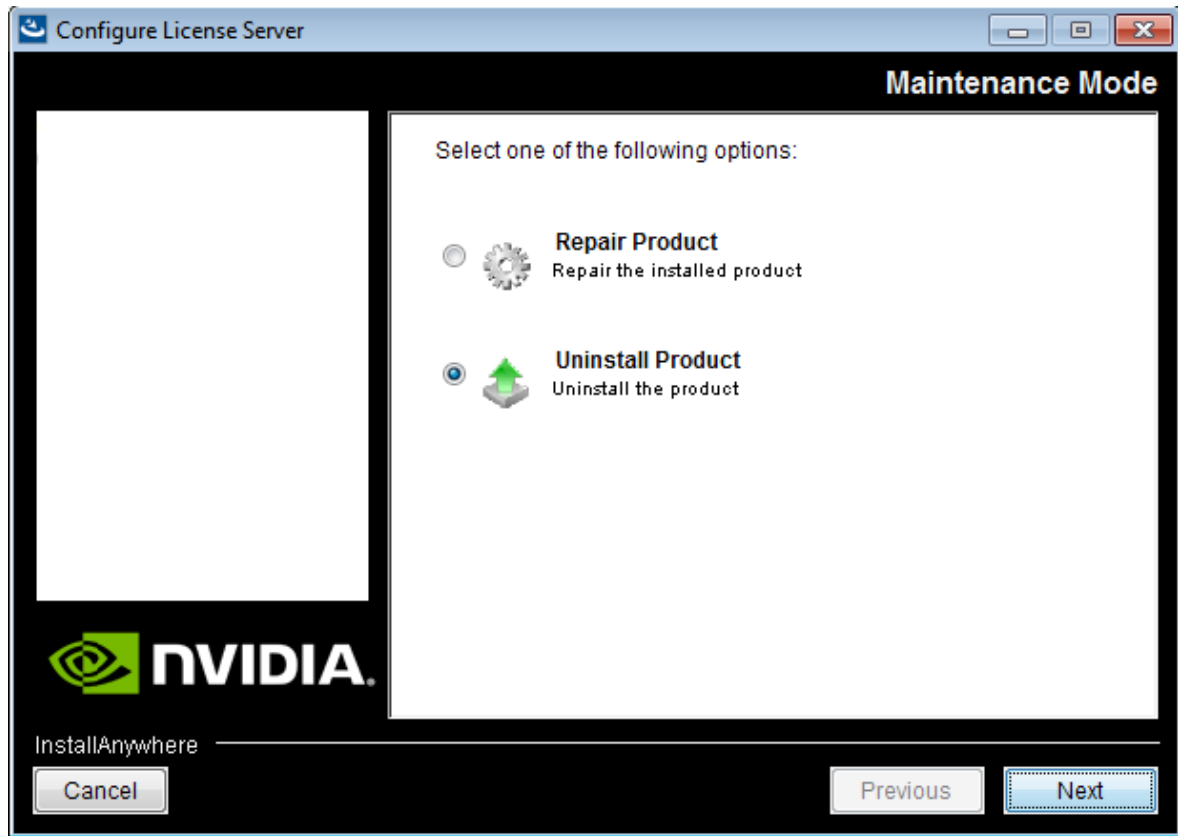 Configure License Server
Maintenance Mode
Select one of the following options:
Repair Product
Repair the installed product
Uninstall Product
Uninstall the product
NVIDIA.
InstallAnywhere
Cancel
Previous
Next